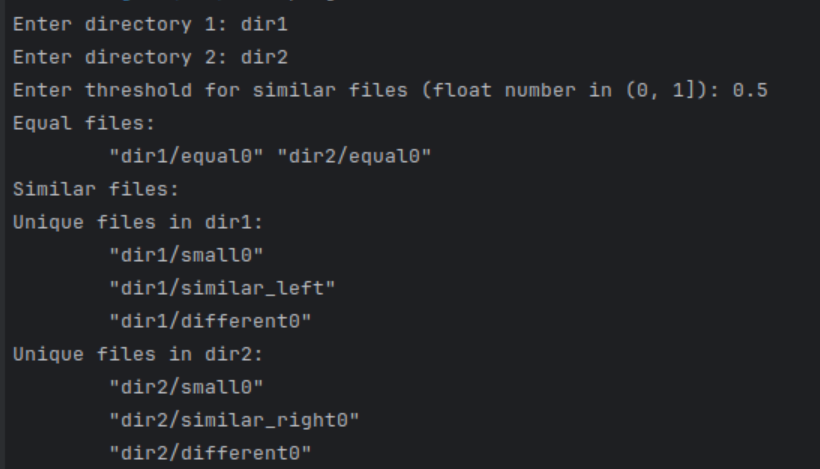 Enter directory 1: dir1
Enter directory 2: dir2
Enter threshold for similar files (float number in (0, 1]): 0.5
Equal files:
"dir1/equal0" "dir2/equal0"
Similar files:
Unique files in dir1:
"dir1/small0"
"dir1/similar_left"
"dir1/different0"
Unique files in dir2:
"dir2/small0"
"dir2/similar_right0"
"dir2/different0"